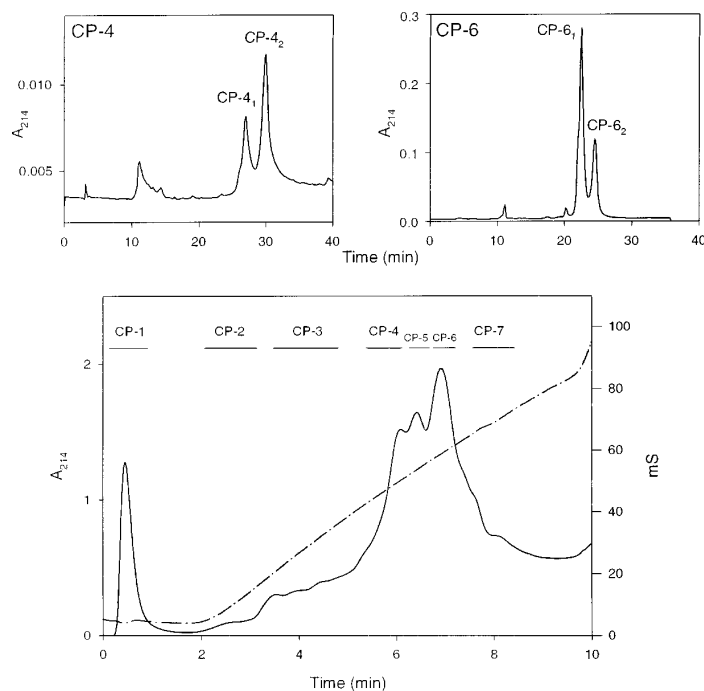 CP-4
CP-4₂
CP-4₁
0.010
0.005
A₂₁₄
0 10 20 30 40
CP-6
CP-6₁
CP-6₂
0.3
0.2
0.1
0.0
A₂₁₄
0 10 20 30 40
Time (min)
CP-1 CP-2 CP-3 CP-4 CP-5 CP-6 CP-7
2
1
0
A₂₁₄
100
80
60
40
20
0
mS
0 2 4 6 8 10
Time (min)